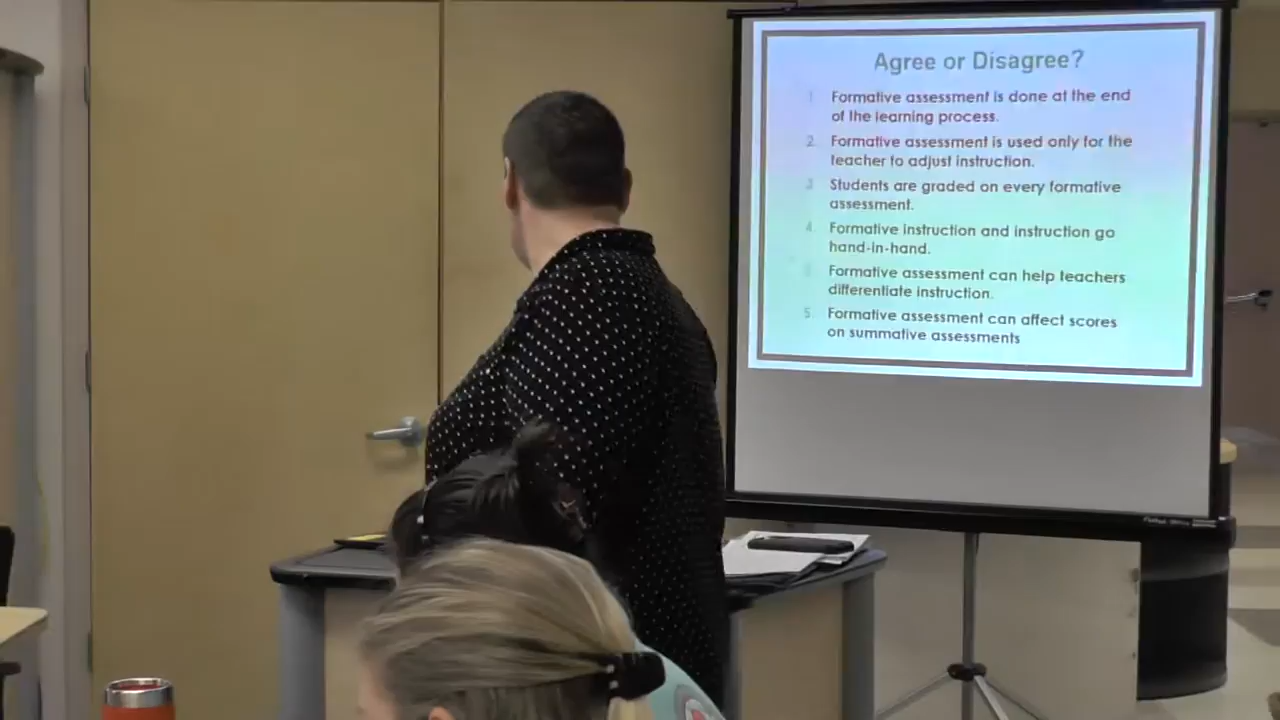 Agree or Disagree?
1. Formative assessment is done at the end
of the learning process.
2. Formative assessment is used only for the
teacher to adjust instruction.
3. Students are graded on every formative
assessment.
4. Formative instruction and instruction go
hand-in-hand.
Formative assessment can help teachers
differentiate instruction.
5. Formative assessment can affect scores
on summative assessments